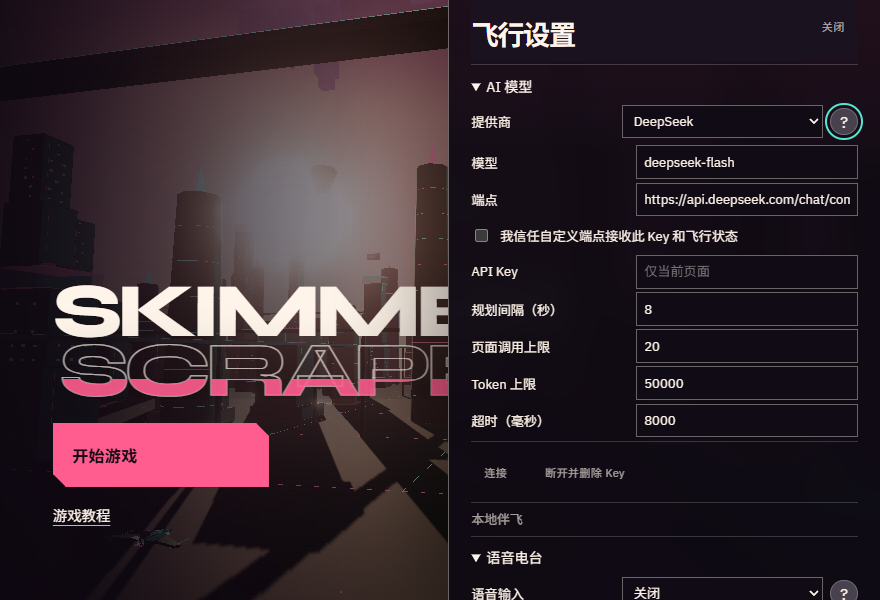 飞行设置
关闭
▼ AI 模型
提供商
DeepSeek
?
模型
deepseek-flash
端点
https://api.deepseek.com/chat/con
我信任自定义端点接收此 Key 和飞行状态
API Key
仅当前页面
规划间隔（秒）
8
页面调用上限
20
Token 上限
50000
超时（毫秒）
8000
连接
断开并删除 Key
本地伴飞
▼ 语音电台
语音输入
关闭
?
SKIMME
SCRAPE
开始游戏
游戏教程